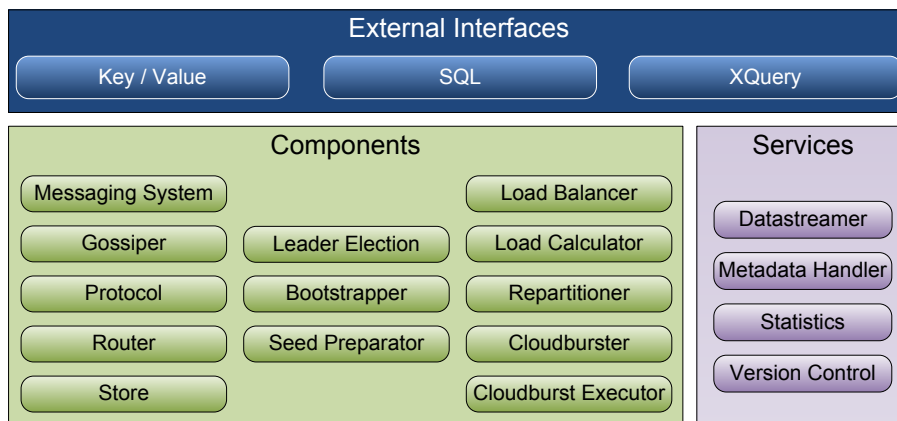 External Interfaces
Key / Value
SQL
XQuery
Components
Messaging System
Gossiper
Protocol
Router
Store
Leader Election
Bootstrapper
Seed Preparator
Load Balancer
Load Calculator
Repartitioner
Cloudburster
Cloudburst Executor
Services
Datastreamer
Metadata Handler
Statistics
Version Control